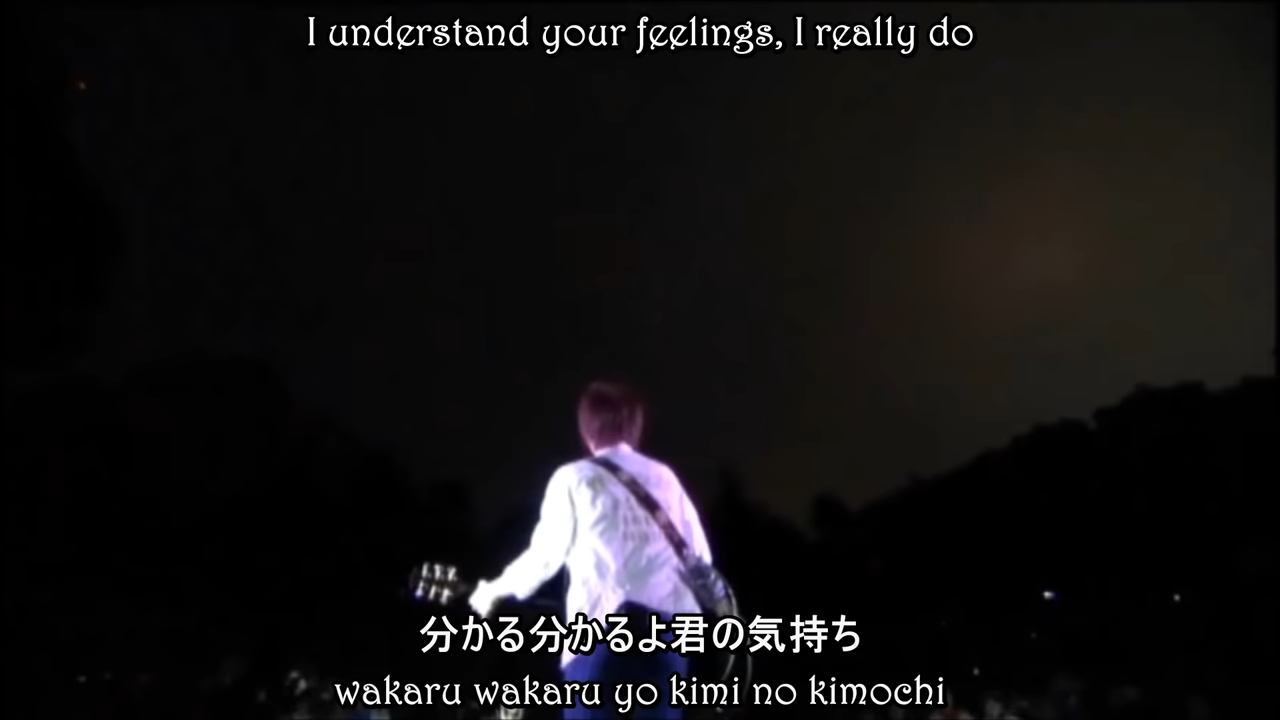 I understand your feelings, I really do
分かる分かるよ君の気持ち
wakaru wakaru yo kimi no kimochi